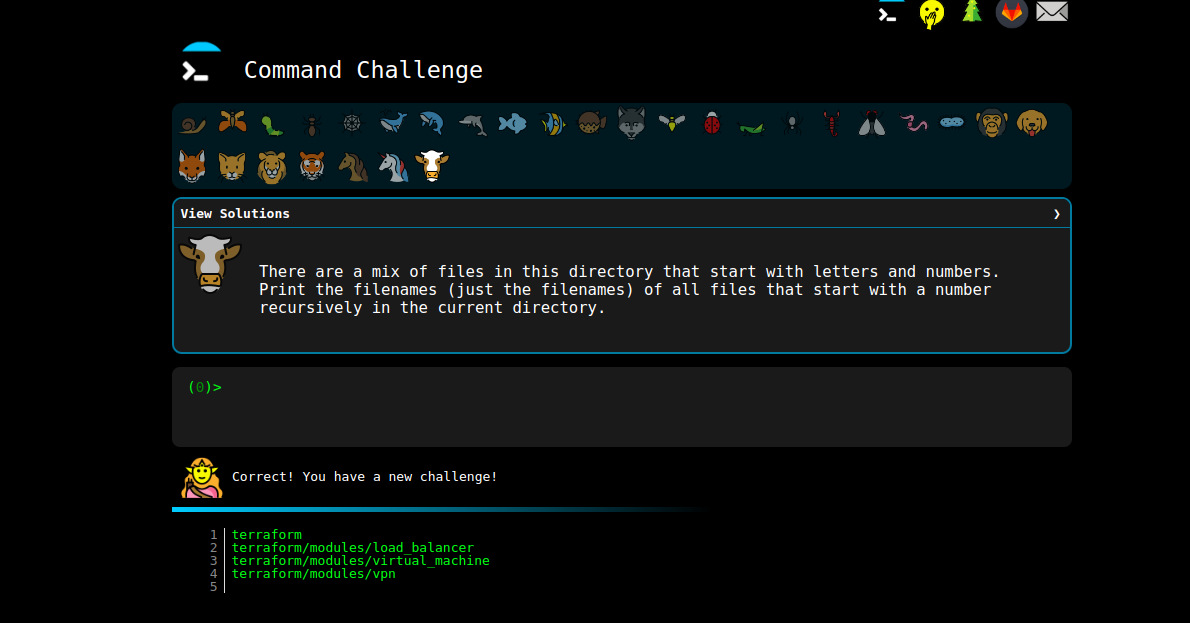 Command Challenge
View Solutions ❯
There are a mix of files in this directory that start with letters and numbers.
Print the filenames (just the filenames) of all files that start with a number
recursively in the current directory.
(0)>
Correct! You have a new challenge!
1 terraform
2 terraform/modules/load_balancer
3 terraform/modules/virtual_machine
4 terraform/modules/vpn
5